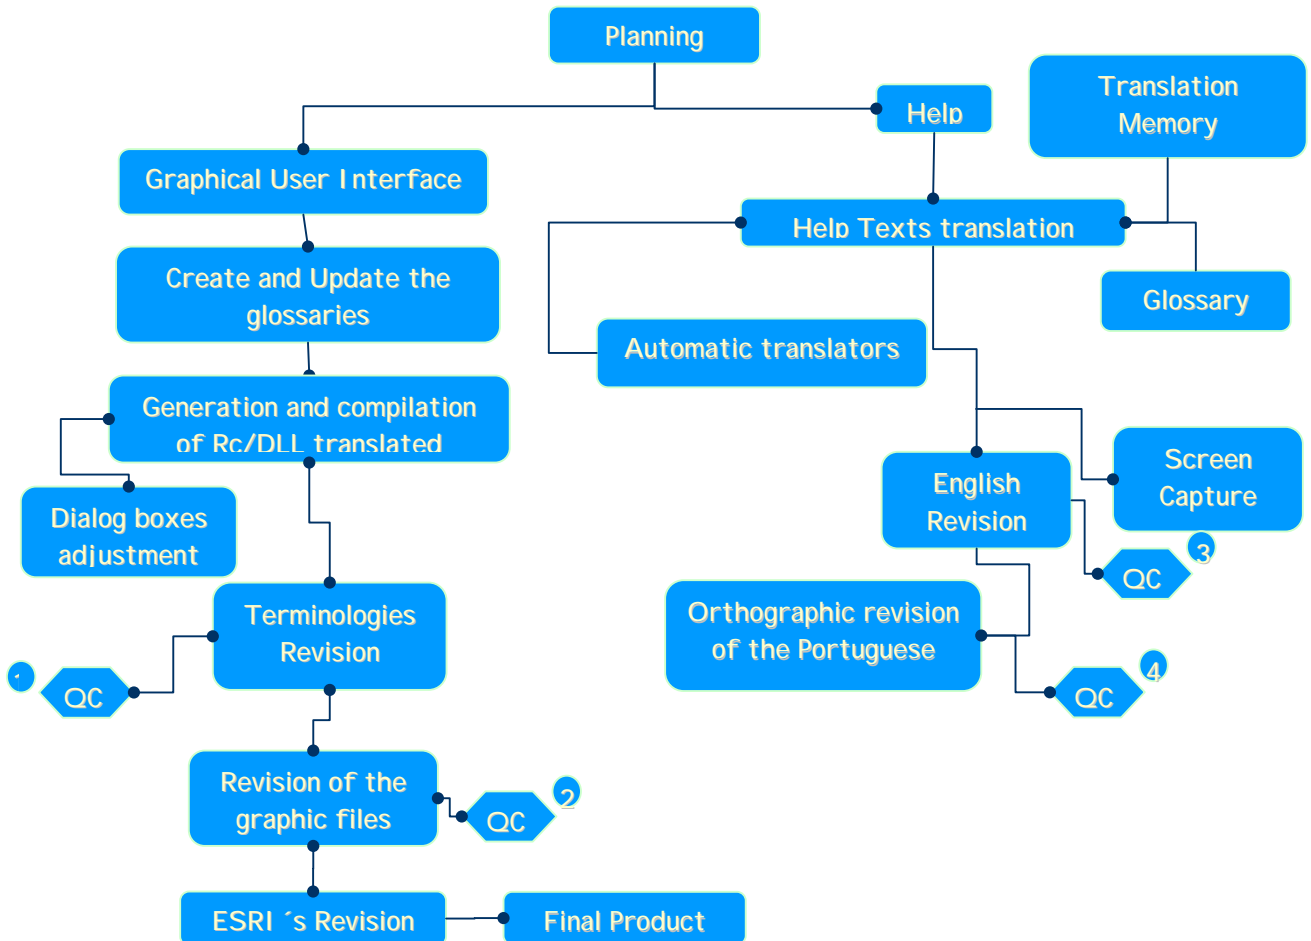 Planning
Help
Translation
Memory
Graphical User Interface
Help Texts translation
Create and Update the
glossaries
Glossary
Automatic translators
Generation and compilation
of Rc/DLL translated
Screen
Capture
English
Revision
Dialog boxes
adjustment
3
QC
Terminologies
Revision
Orthographic revision
of the Portuguese
1
QC
4
QC
Revision of the
graphic files
2
QC
ESRI ´s Revision
Final Product